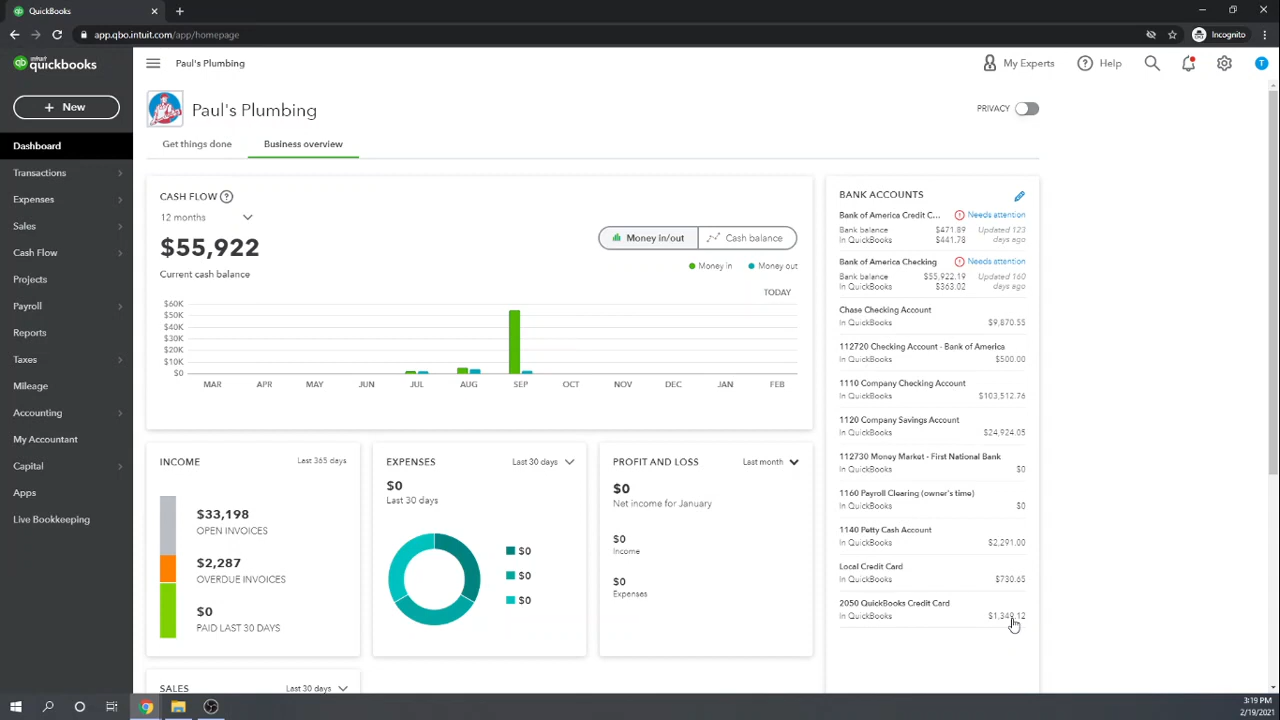 QuickBooks
app.qbo.intuit.com/app/homepage
Incognito
intuit quickbooks
Paul's Plumbing
My Experts
Help
T
+ New
Paul's Plumbing
PRIVACY
Get things done
Business overview
Dashboard
Transactions
Expenses
Sales
Cash Flow
Projects
Payroll
Reports
Taxes
Mileage
Accounting
My Accountant
Capital
Apps
Live Bookkeeping
CASH FLOW
12 months
$55,922
Current cash balance
Money in/out
Cash balance
Money in
Money out
TODAY
$60K
$50K
$40K
$30K
$20K
$10K
$0
MAR APR MAY JUN JUL AUG SEP OCT NOV DEC JAN FEB
BANK ACCOUNTS
Bank of America Credit C... Needs attention
Bank balance $471.89 Updated 123
In QuickBooks $441.78 days ago
Bank of America Checking Needs attention
Bank balance $55,922.19 Updated 160
In QuickBooks $363.02 days ago
Chase Checking Account
In QuickBooks $9,870.55
112720 Checking Account - Bank of America
In QuickBooks $500.00
1110 Company Checking Account
In QuickBooks $103,512.76
1120 Company Savings Account
In QuickBooks $24,924.05
112730 Money Market - First National Bank
In QuickBooks $0
1160 Payroll Clearing (owner's time)
In QuickBooks $0
1140 Petty Cash Account
In QuickBooks $2,291.00
Local Credit Card
In QuickBooks $730.65
2050 QuickBooks Credit Card
In QuickBooks $1,349.12
INCOME Last 365 days
$33,198
OPEN INVOICES
$2,287
OVERDUE INVOICES
$0
PAID LAST 30 DAYS
EXPENSES Last 30 days
$0
Last 30 days
$0
$0
$0
PROFIT AND LOSS Last month
$0
Net income for January
$0
Income
$0
Expenses
SALES Last 30 days
3:19 PM
2/19/2021